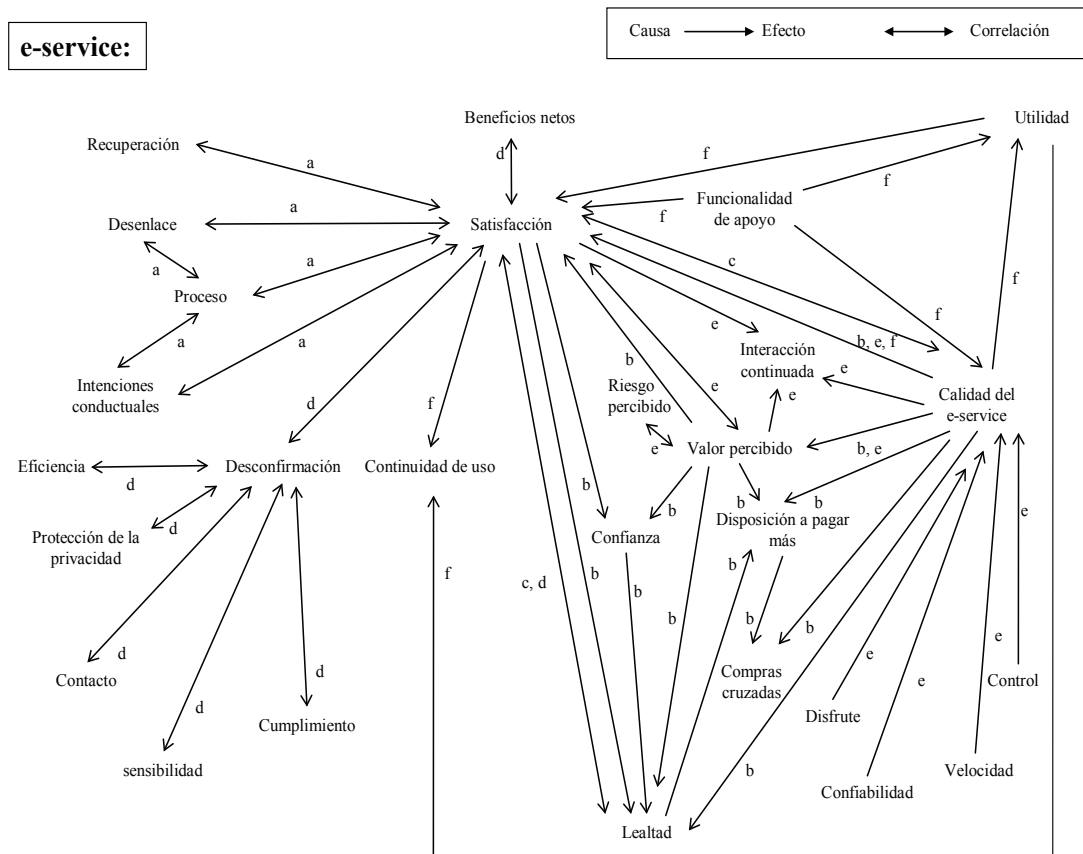 e-service:
Causa Efecto Correlación
Beneficios netos
Utilidad
Recuperación
d
a
f
f
Funcionalidad
de apoyo
f
a
Desenlace
Satisfacción
c
a
a
Proceso
f
f
e
b, e, f
a
a
Interacción
continuada
b
Intenciones
conductuales
Riesgo
percibido
e
e
e
Calidad del
e-service
d
f
Eficiencia
Desconfirmación
Continuidad de uso
e
Valor percibido
b, e
d
b
b
b
b
e
Protección de la
privacidad
d
Confianza
Disposición a pagar
más
f
c, d
b
b
b
b
b
b
e
e
Contacto
d
d
Compras
cruzadas
e
Control
d
Cumplimiento
Disfrute
sensibilidad
b
Velocidad
Confiabilidad
Lealtad